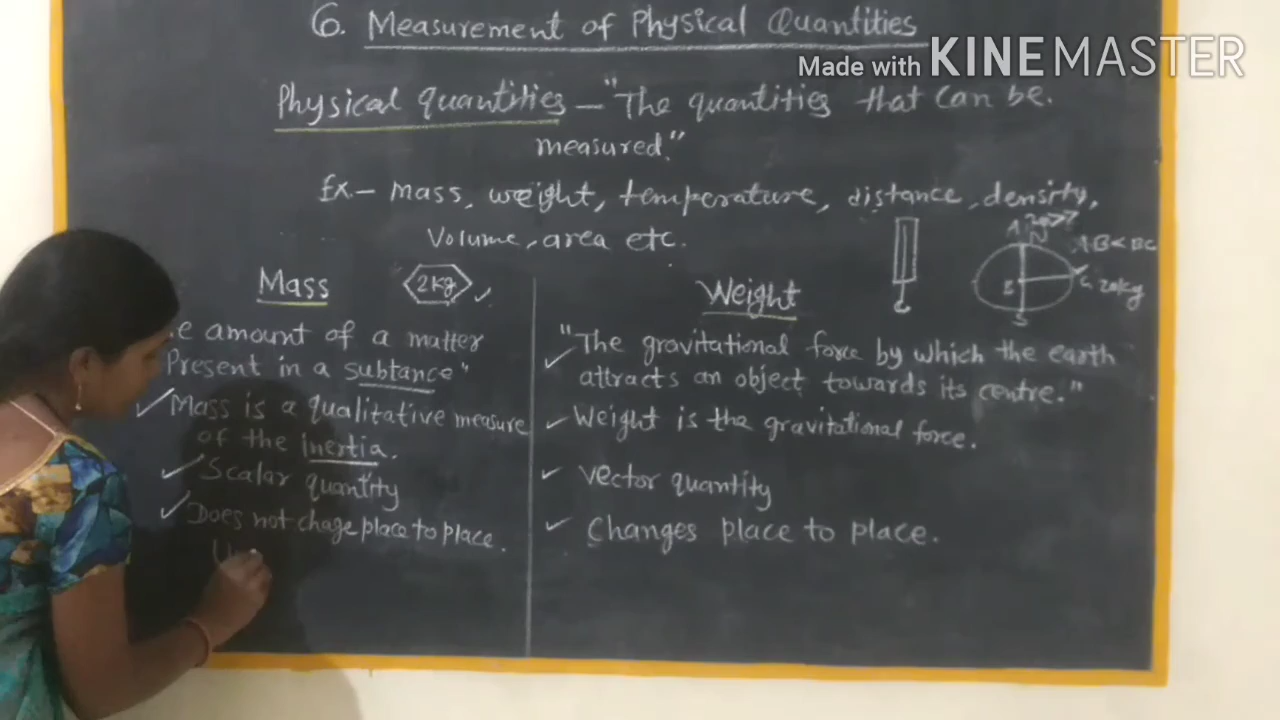 6. Measurement of Physical Quantities
Made with KINEMASTER
Physical quantities - "The quantities that can be.
measured."
Ex.- mass, weight, temperature, distance, density,
Volume, area etc.
Mass
2kg
Weight
A
N
AB < BC
B
C
20kg
S
e amount of a matter
Present in a subtance"
Mass is a qualitative measure
of the inertia.
Scalar quantity
Does not chage place to place.
U
"The gravitational force by which the earth
attracts an object towards its centre."
Weight is the gravitational force.
Vector quantity
Changes place to place.